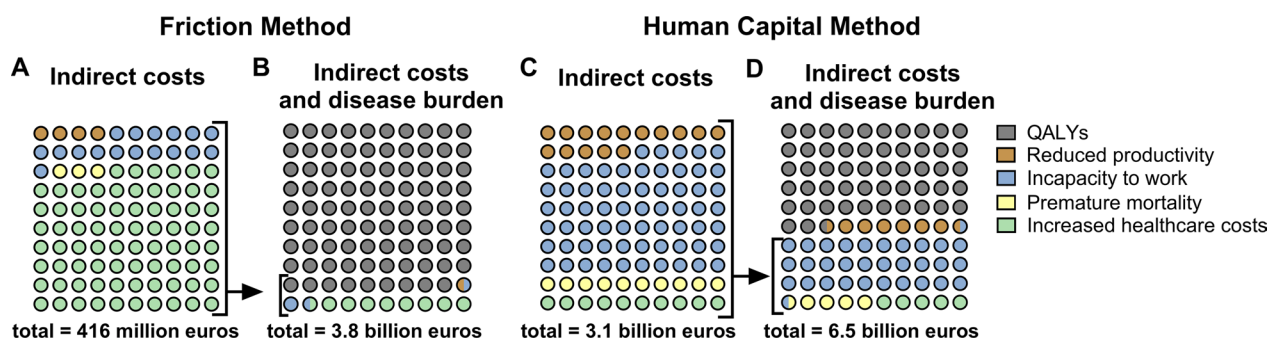 Friction Method
Human Capital Method
A
Indirect costs
B
Indirect costs
and disease burden
C
Indirect costs
D
Indirect costs
and disease burden
QALYs
Reduced productivity
Incapacity to work
Premature mortality
Increased healthcare costs
total = 416 million euros
total = 3.8 billion euros
total = 3.1 billion euros
total = 6.5 billion euros